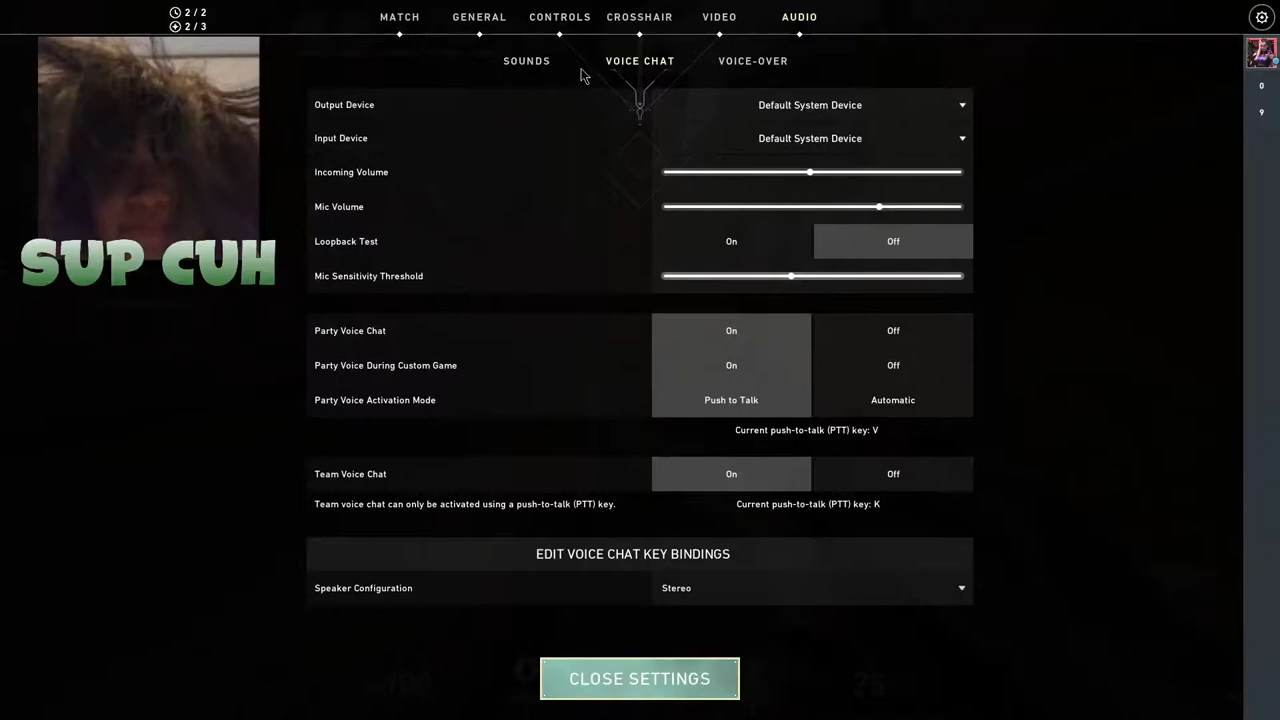 2 / 2
2 / 3
MATCH GENERAL CONTROLS CROSSHAIR VIDEO AUDIO
SOUNDS VOICE CHAT VOICE-OVER
0
9
SUP CUH
Output Device Default System Device
Input Device Default System Device
Incoming Volume
Mic Volume
Loopback Test On Off
Mic Sensitivity Threshold
Party Voice Chat On Off
Party Voice During Custom Game On Off
Party Voice Activation Mode Push to Talk Automatic
Current push-to-talk (PTT) key: V
Team Voice Chat On Off
Team voice chat can only be activated using a push-to-talk (PTT) key. Current push-to-talk (PTT) key: K
EDIT VOICE CHAT KEY BINDINGS
Speaker Configuration Stereo
CLOSE SETTINGS
100
25